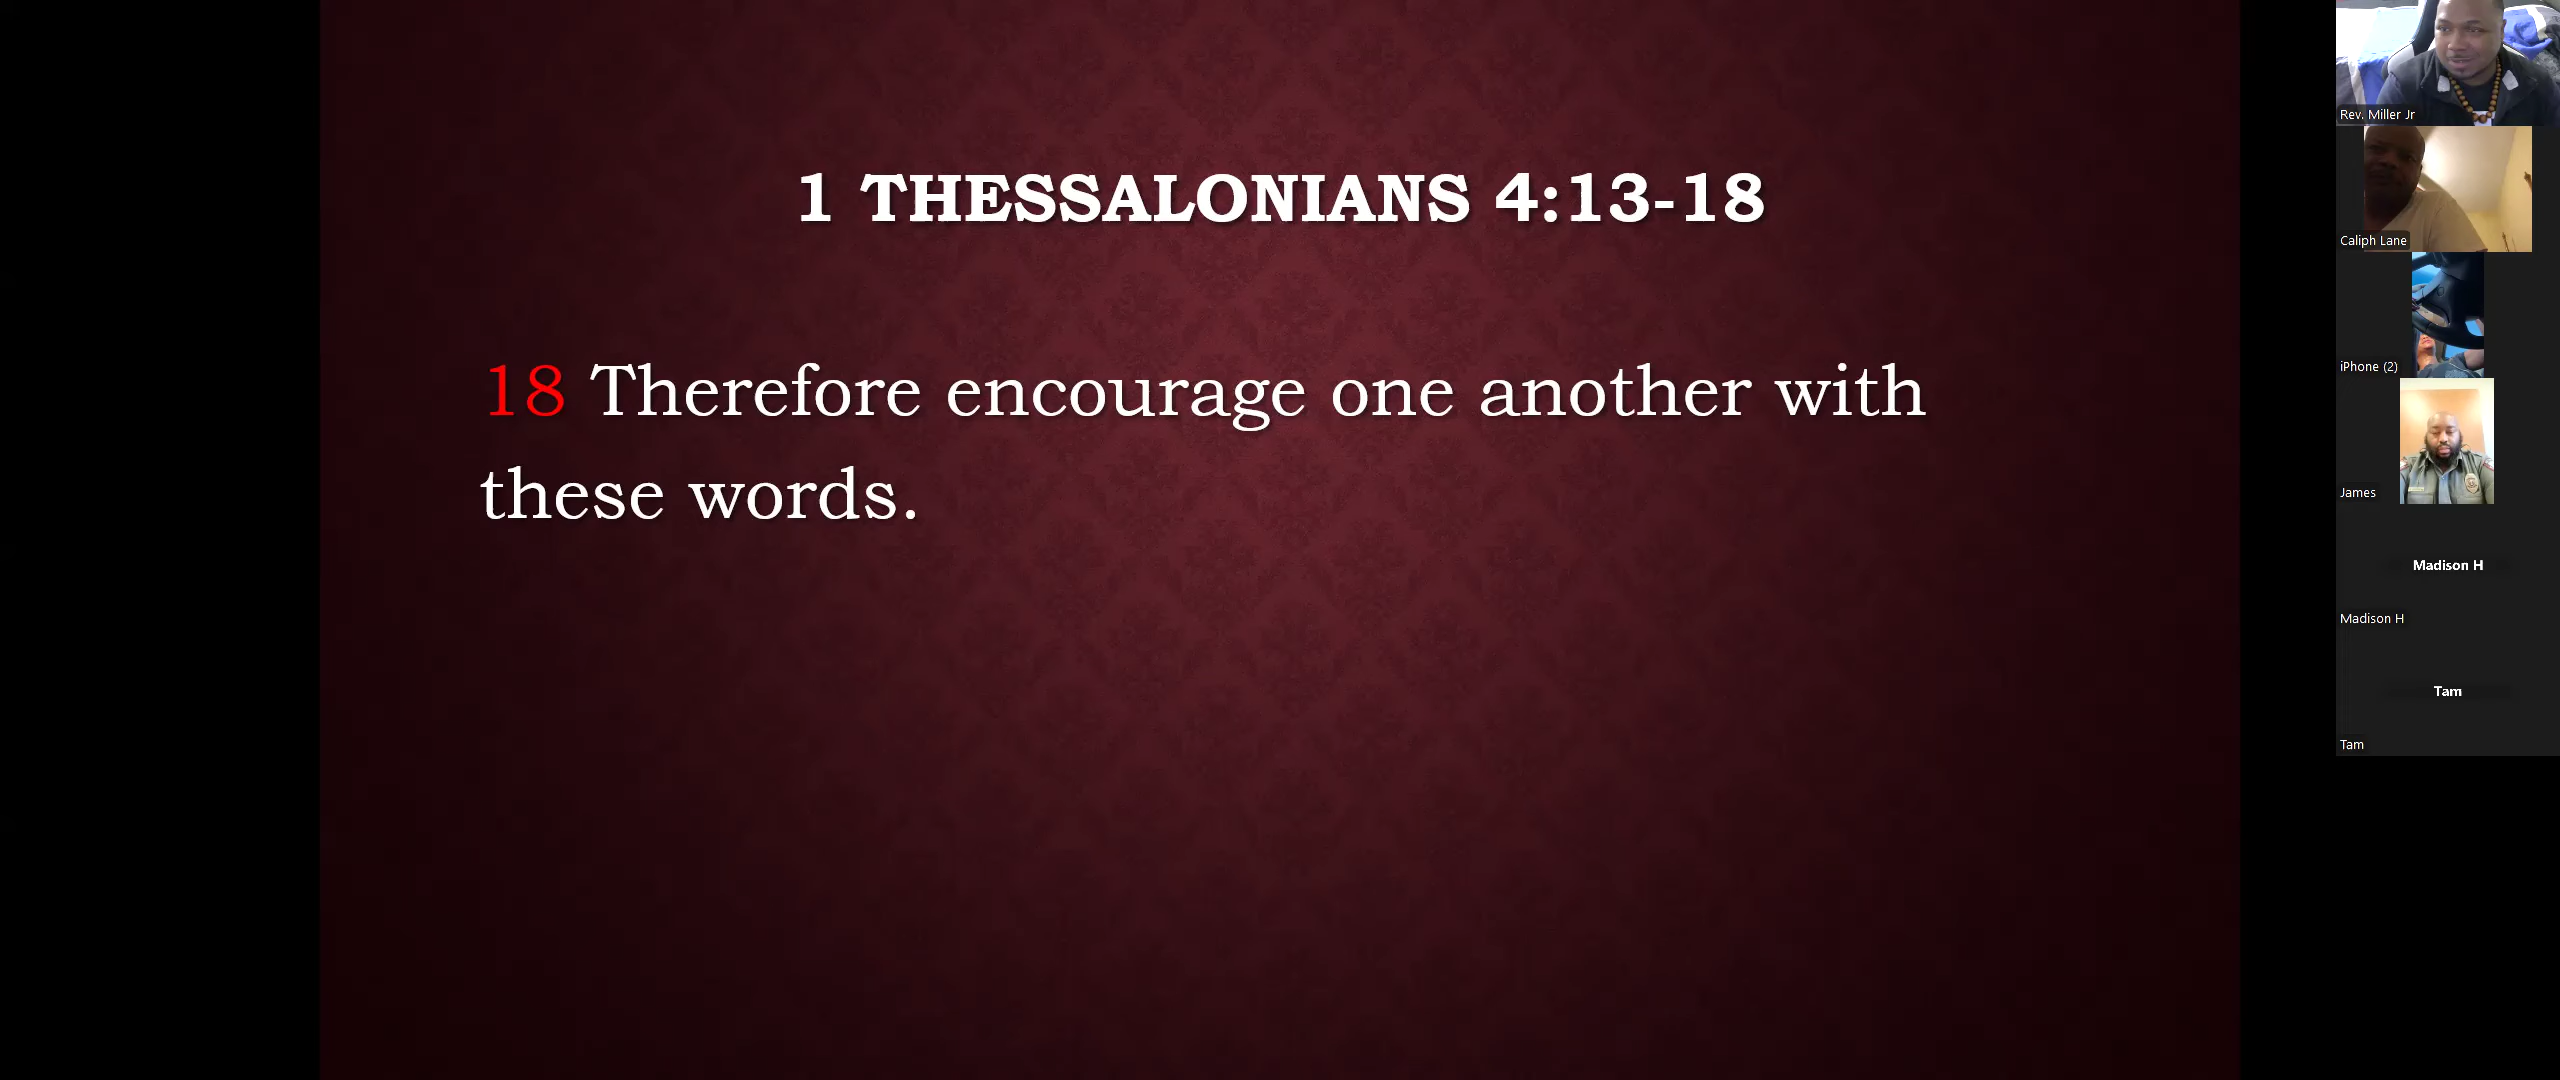 1 THESSALONIANS 4:13-18
18 Therefore encourage one another with
these words.
Rev. Miller Jr
Caliph Lane
iPhone (2)
James
Madison H
Madison H
Tam
Tam